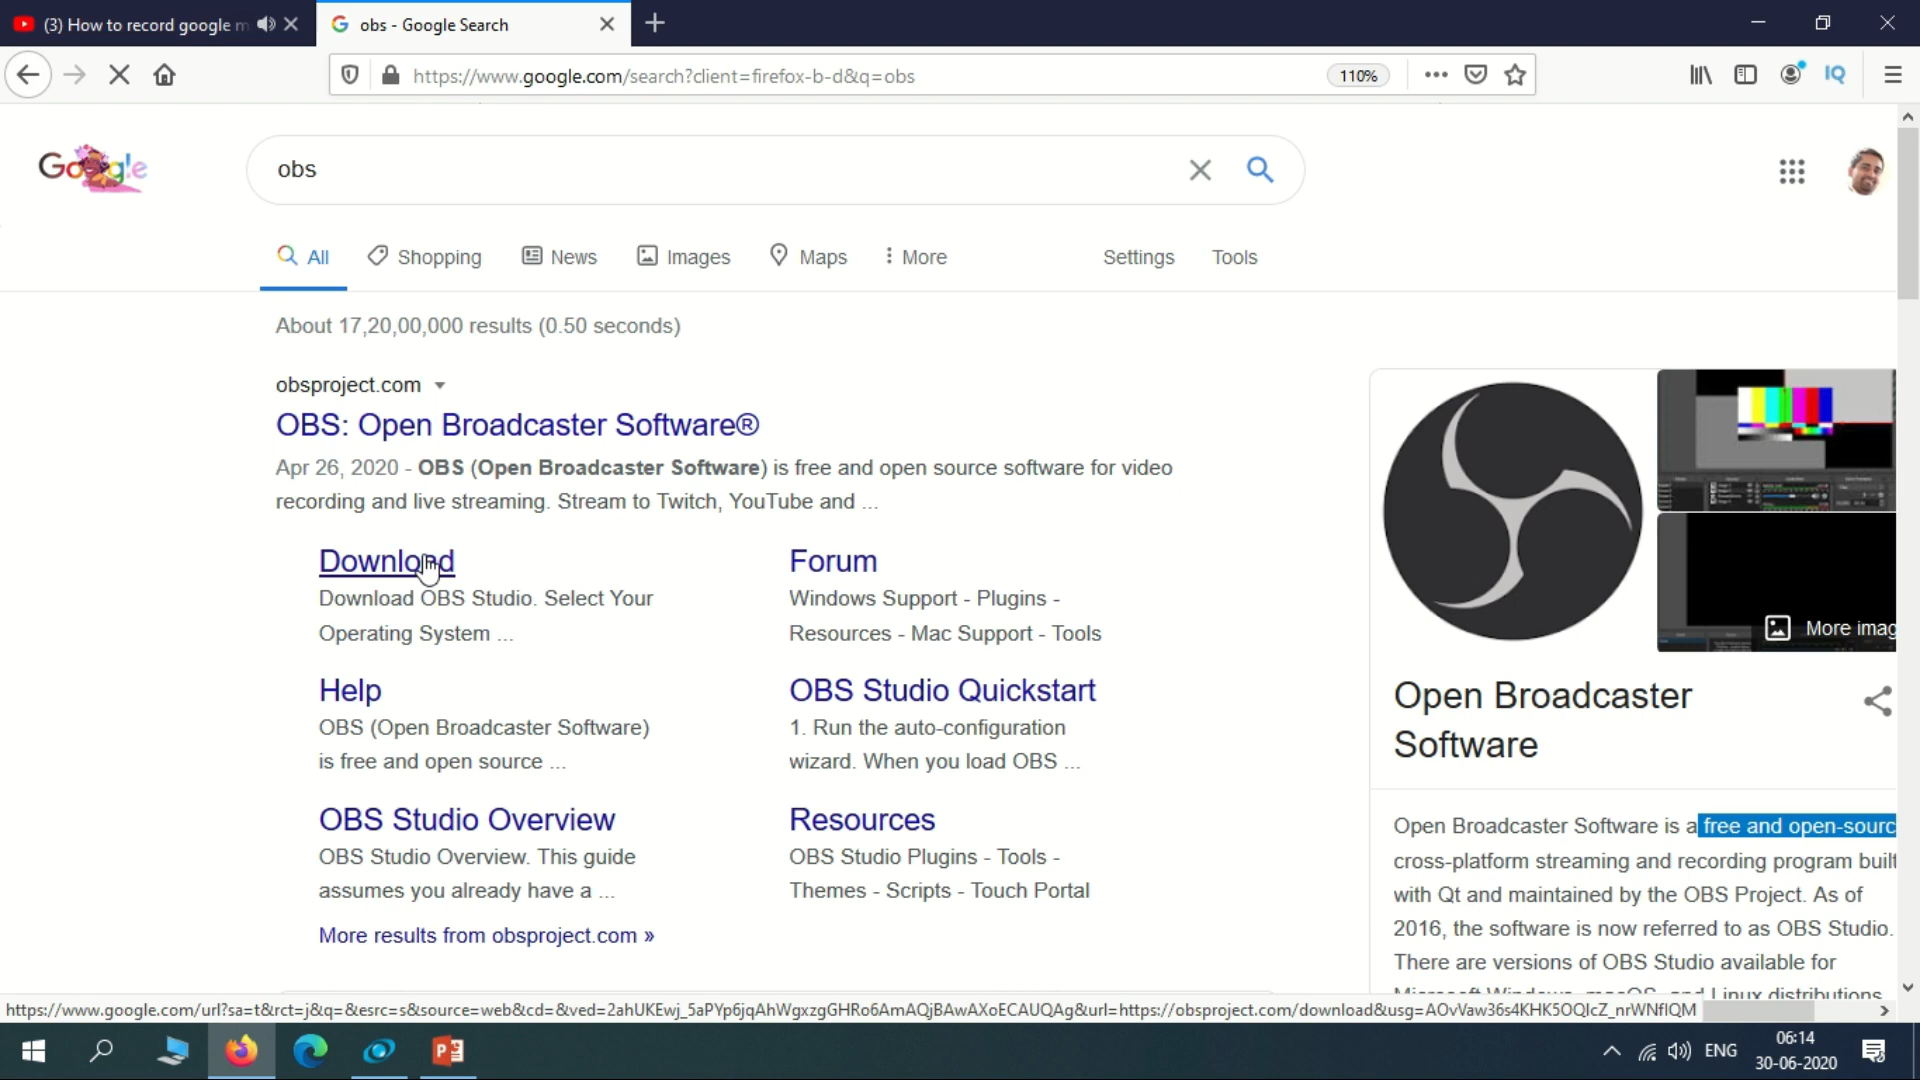 (3) How to record google m
obs - Google Search
https://www.google.com/search?client=firefox-b-d&q=obs
110%
IQ
Google
obs
All
Shopping
News
Images
Maps
More
Settings
Tools
About 17,20,00,000 results (0.50 seconds)
obsproject.com
OBS: Open Broadcaster Software®
Apr 26, 2020 - OBS (Open Broadcaster Software) is free and open source software for video
recording and live streaming. Stream to Twitch, YouTube and ...
Download
Download OBS Studio. Select Your
Operating System ...
Forum
Windows Support - Plugins -
Resources - Mac Support - Tools
Help
OBS (Open Broadcaster Software)
is free and open source ...
OBS Studio Quickstart
1. Run the auto-configuration
wizard. When you load OBS ...
OBS Studio Overview
OBS Studio Overview. This guide
assumes you already have a ...
Resources
OBS Studio Plugins - Tools -
Themes - Scripts - Touch Portal
More results from obsproject.com »
More imag
Open Broadcaster
Software
Open Broadcaster Software is a free and open-sourc
cross-platform streaming and recording program built
with Qt and maintained by the OBS Project. As of
2016, the software is now referred to as OBS Studio.
There are versions of OBS Studio available for
Microsoft Windows, macOS, and Linux distributions
https://www.google.com/url?sa=t&rct=j&q=&esrc=s&source=web&cd=&ved=2ahUKEwj_5aPYp6jqAhWgxzgGHRo6AmAQjBAwAXoECAUQAg&url=https://obsproject.com/download&usg=AOvVaw36s4KHK5OQIcZ_nrWNfIQM
ENG
06:14
30-06-2020